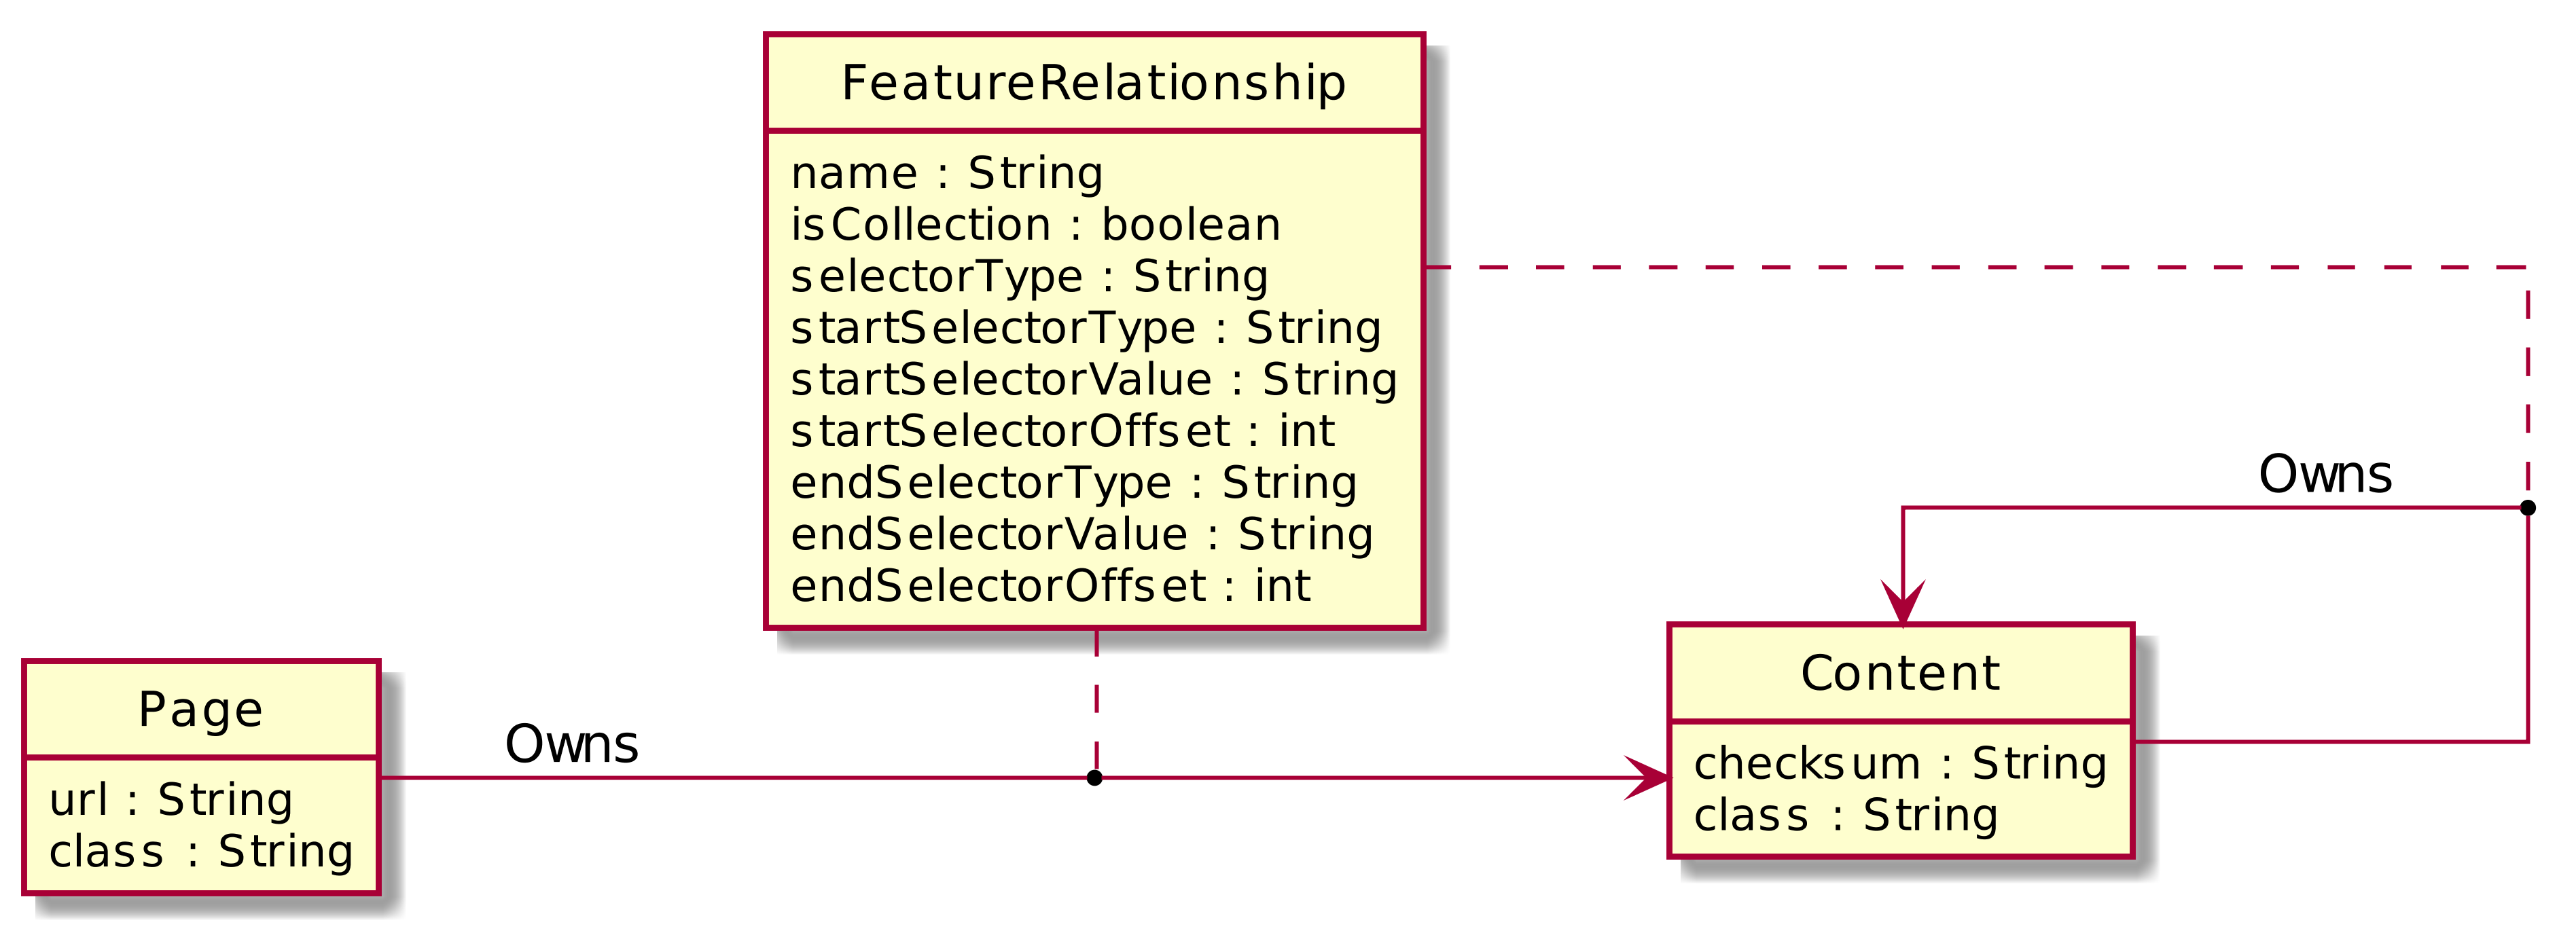 FeatureRelationship
name : String
isCollection : boolean
selectorType : String
startSelectorType : String
startSelectorValue : String
startSelectorOffset : int
endSelectorType : String
endSelectorValue : String
endSelectorOffset : int
Owns
Page
url : String
class : String
Owns
Content
checksum : String
class : String